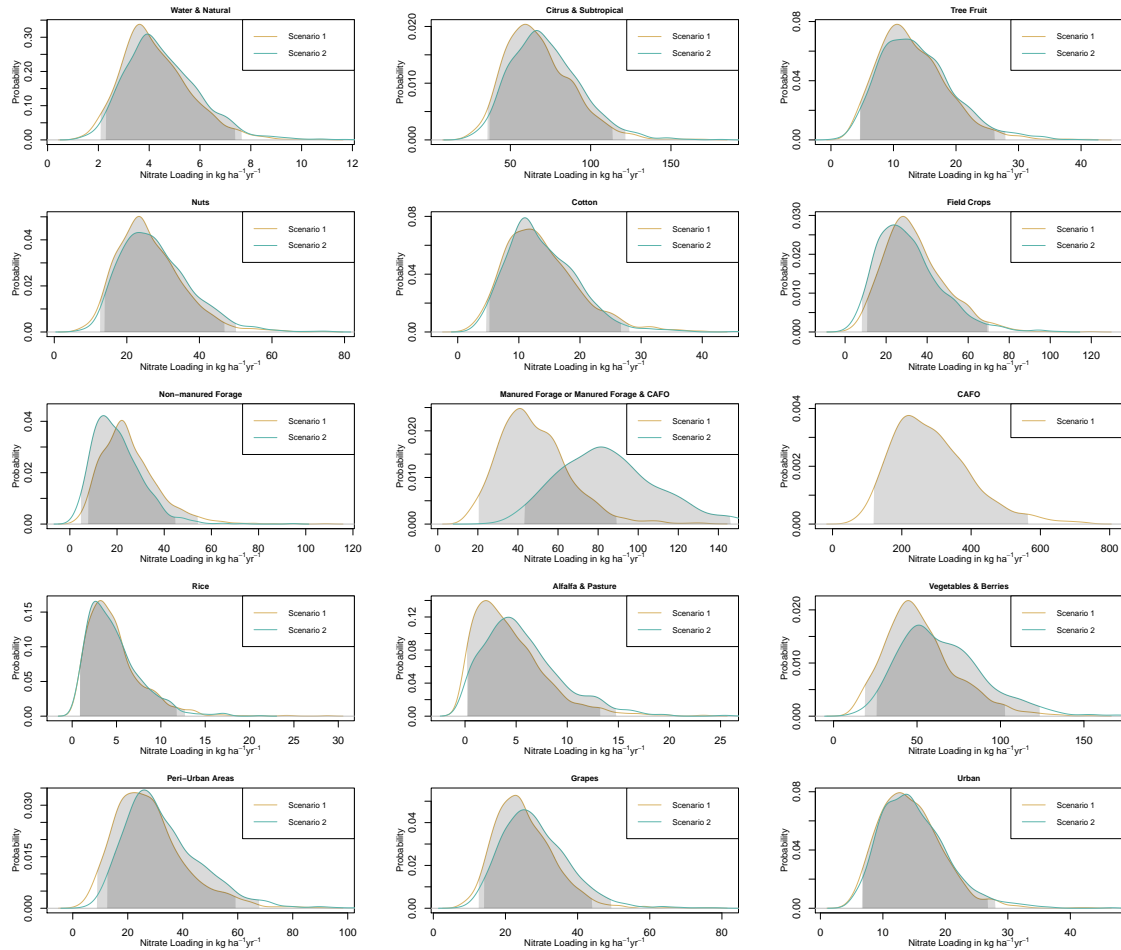 Water & Natural
Probability
0.00 0.10 0.20 0.30
Scenario 1
Scenario 2
0 2 4 6 8 10 12
Nitrate Loading in kg ha⁻¹yr⁻¹
Citrus & Subtropical
Probability
0.000 0.010 0.020
Scenario 1
Scenario 2
50 100 150
Nitrate Loading in kg ha⁻¹yr⁻¹
Tree Fruit
Probability
0.00 0.04 0.08
Scenario 1
Scenario 2
0 10 20 30 40
Nitrate Loading in kg ha⁻¹yr⁻¹
Nuts
Probability
0.00 0.02 0.04
Scenario 1
Scenario 2
0 20 40 60 80
Nitrate Loading in kg ha⁻¹yr⁻¹
Cotton
Probability
0.00 0.04 0.08
Scenario 1
Scenario 2
0 10 20 30 40
Nitrate Loading in kg ha⁻¹yr⁻¹
Field Crops
Probability
0.000 0.010 0.020 0.030
Scenario 1
Scenario 2
0 20 40 60 80 100 120
Nitrate Loading in kg ha⁻¹yr⁻¹
Non−manured Forage
Probability
0.00 0.02 0.04
Scenario 1
Scenario 2
0 20 40 60 80 100 120
Nitrate Loading in kg ha⁻¹yr⁻¹
Manured Forage or Manured Forage & CAFO
Probability
0.000 0.010 0.020
Scenario 1
Scenario 2
0 20 40 60 80 100 120 140
Nitrate Loading in kg ha⁻¹yr⁻¹
CAFO
Probability
0.000 0.002 0.004
Scenario 1
200 400 600 800
Nitrate Loading in kg ha⁻¹yr⁻¹
Rice
Probability
0.00 0.05 0.10 0.15
Scenario 1
Scenario 2
0 5 10 15 20 25 30
Nitrate Loading in kg ha⁻¹yr⁻¹
Alfalfa & Pasture
Probability
0.00 0.04 0.08 0.12
Scenario 1
Scenario 2
0 5 10 15 20 25
Nitrate Loading in kg ha⁻¹yr⁻¹
Vegetables & Berries
Probability
0.000 0.010 0.020
Scenario 1
Scenario 2
0 50 100 150
Nitrate Loading in kg ha⁻¹yr⁻¹
Peri−Urban Areas
Probability
0.000 0.015 0.030
Scenario 1
Scenario 2
0 20 40 60 80 100
Nitrate Loading in kg ha⁻¹yr⁻¹
Grapes
Probability
0.00 0.02 0.04
Scenario 1
Scenario 2
0 20 40 60 80
Nitrate Loading in kg ha⁻¹yr⁻¹
Urban
Probability
0.00 0.04 0.08
Scenario 1
Scenario 2
0 10 20 30 40
Nitrate Loading in kg ha⁻¹yr⁻¹